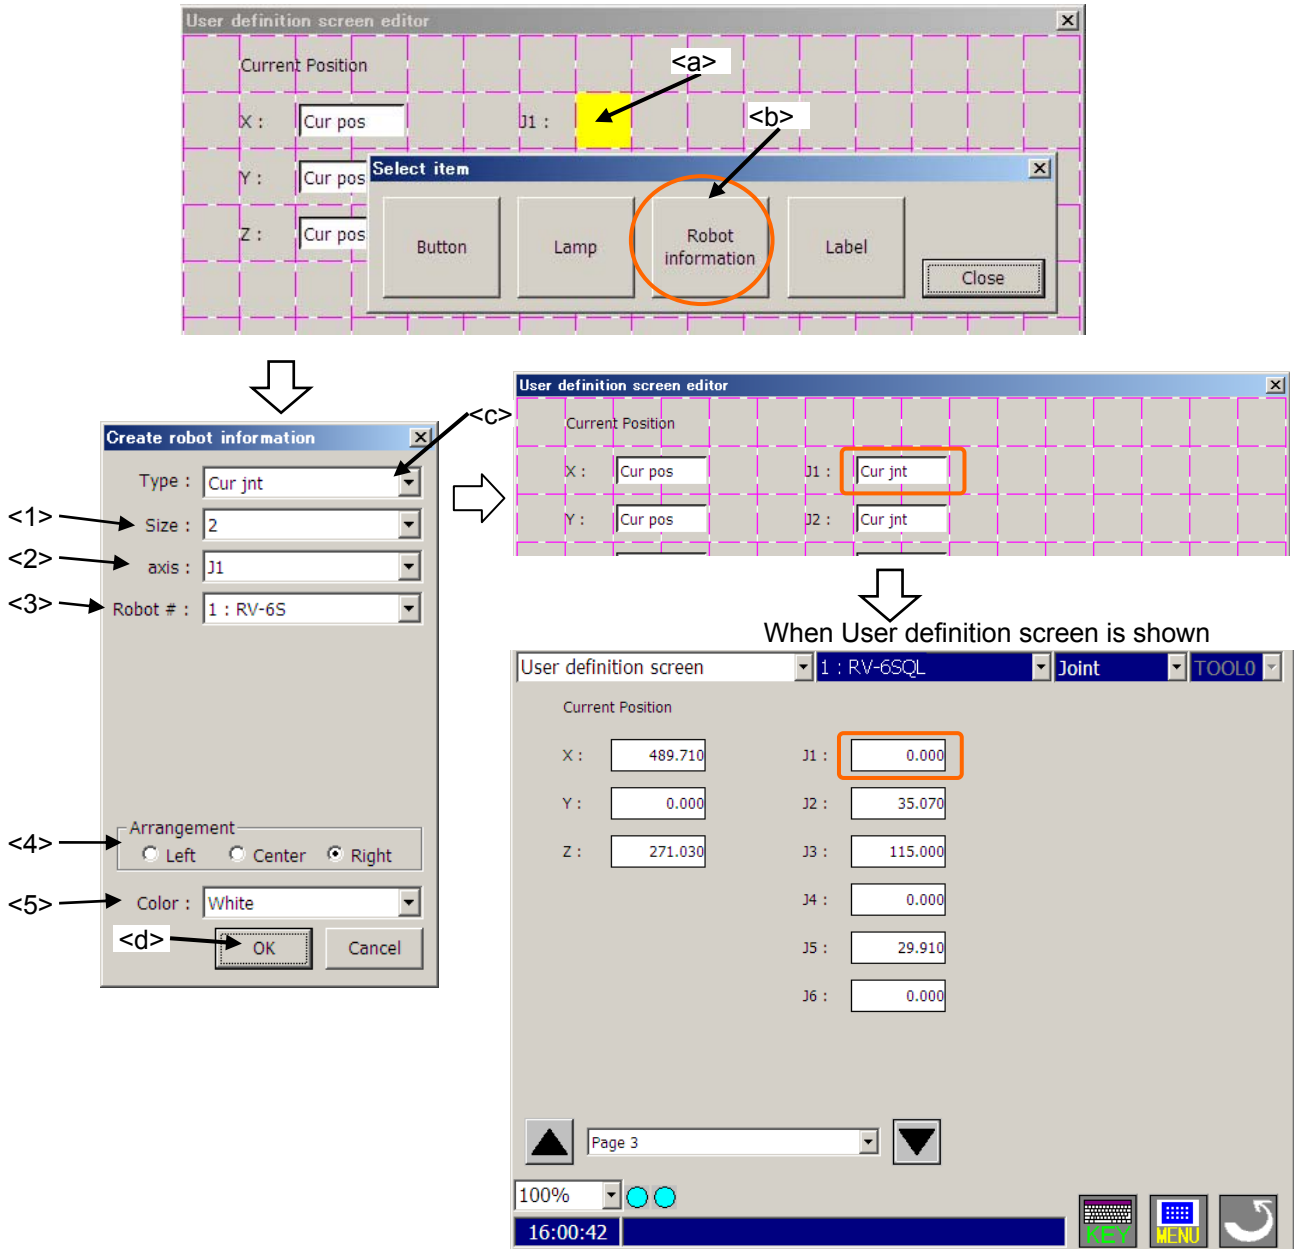 User definition screen editor
Current Position
<a>
X : Cur pos J1 :
<b>
Y : Cur pos
Select item
Z : Cur pos
Button Lamp Robot information Label
Close
<c>
Create robot information
Type : Cur jnt
<1> Size : 2
<2> axis : J1
<3> Robot # : 1 : RV-6S
<4> Arrangement
Left Center Right
<5> Color : White
<d> OK Cancel
User definition screen editor
Current Position
X : Cur pos J1 : Cur jnt
Y : Cur pos J2 : Cur jnt
When User definition screen is shown
User definition screen 1 : RV-6SQL Joint TOOL0
Current Position
X : 489.710 J1 : 0.000
Y : 0.000 J2 : 35.070
Z : 271.030 J3 : 115.000
J4 : 0.000
J5 : 29.910
J6 : 0.000
Page 3
100%
16:00:42
KEY MENU